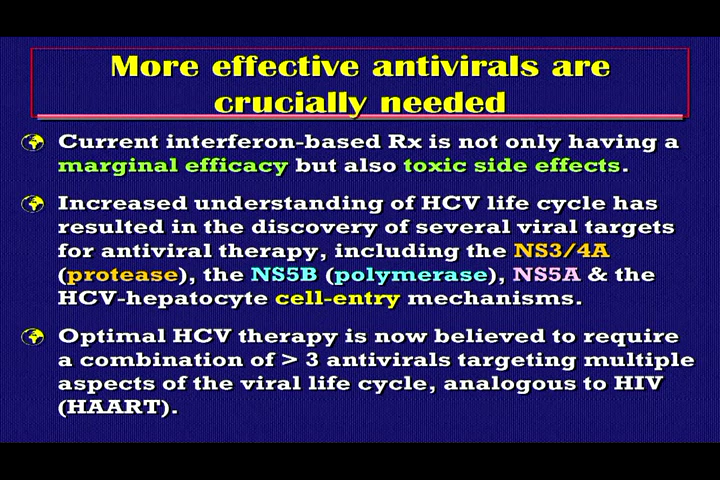 More effective antivirals are
crucially needed
Current interferon-based Rx is not only having a
marginal efficacy but also toxic side effects.
Increased understanding of HCV life cycle has
resulted in the discovery of several viral targets
for antiviral therapy, including the NS3/4A
(protease), the NS5B (polymerase), NS5A & the
HCV-hepatocyte cell-entry mechanisms.
Optimal HCV therapy is now believed to require
a combination of > 3 antivirals targeting multiple
aspects of the viral life cycle, analogous to HIV
(HAART).